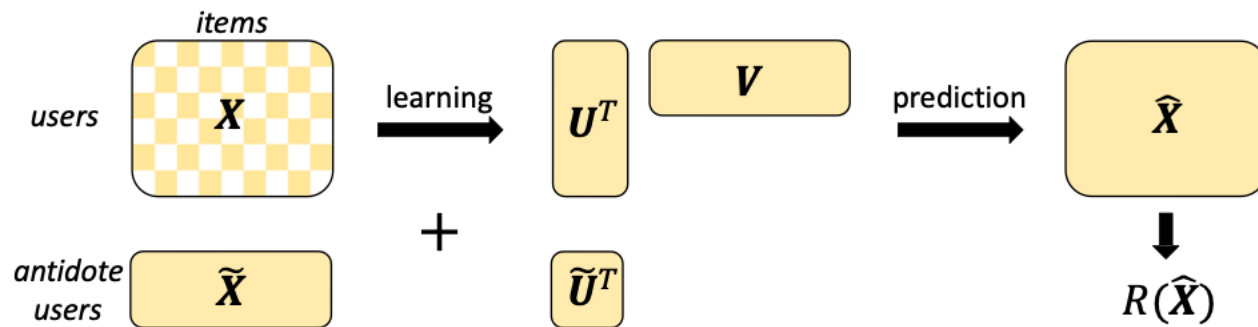 items
users
X
learning
U^T
V
prediction
X̂
+
antidote
users
X̃
Ũ^T
R(X̂)